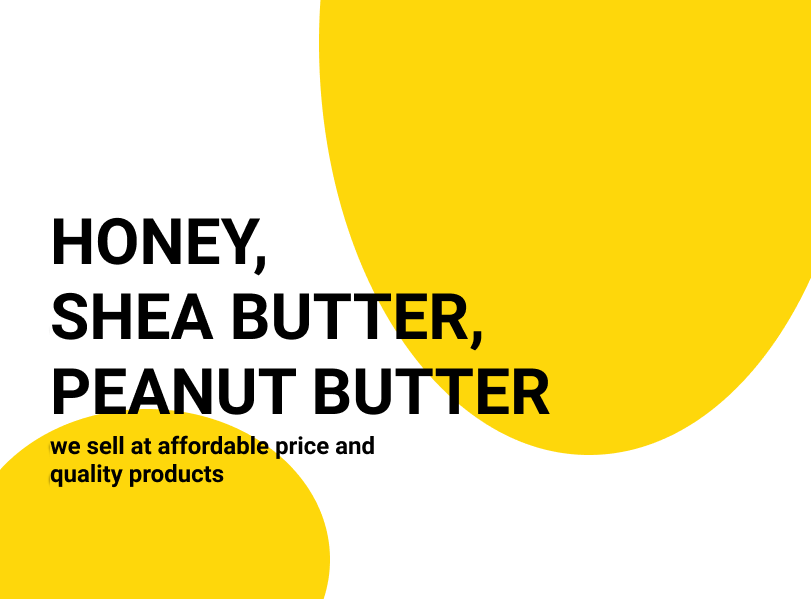 HONEY,
SHEA BUTTER,
PEANUT BUTTER
we sell at affordable price and
quality products